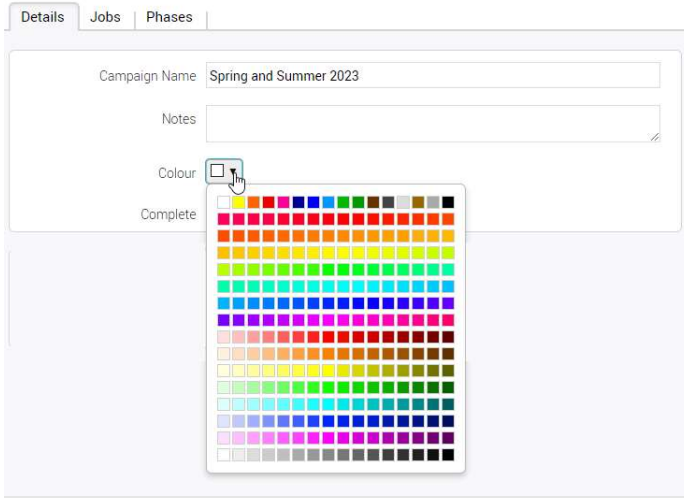 Details Jobs Phases
Campaign Name Spring and Summer 2023
Notes
Colour
Complete